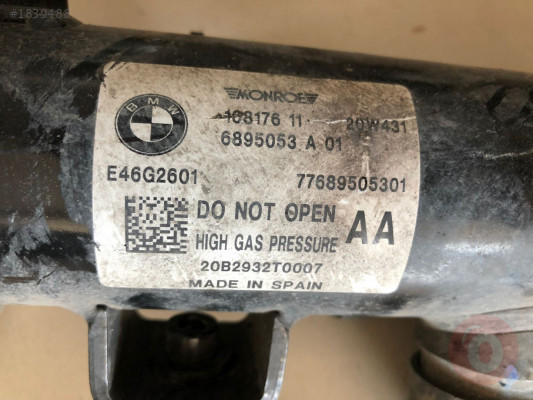 BMW
MONROE
108176 11 20W431
6895053 A 01
E46G2601 77689505301
DO NOT OPEN
HIGH GAS PRESSURE
AA
20B2932T0007
MADE IN SPAIN